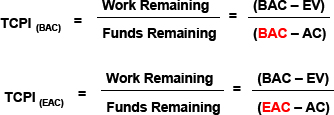 TCPI (BAC) = Work Remaining / Funds Remaining = (BAC – EV) / (BAC – AC)
TCPI (EAC) = Work Remaining / Funds Remaining = (BAC – EV) / (EAC – AC)